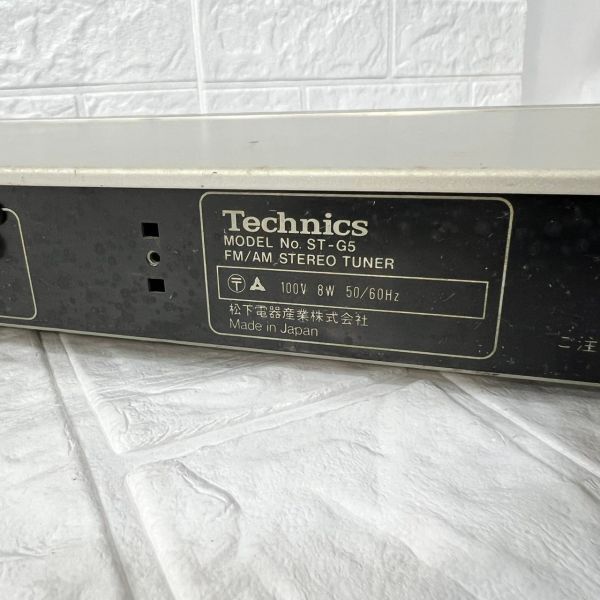 Technics
MODEL No. ST-G5
FM/AM STEREO TUNER
〒 100V 8W 50/60Hz
松下電器産業株式会社
Made in Japan
ご注